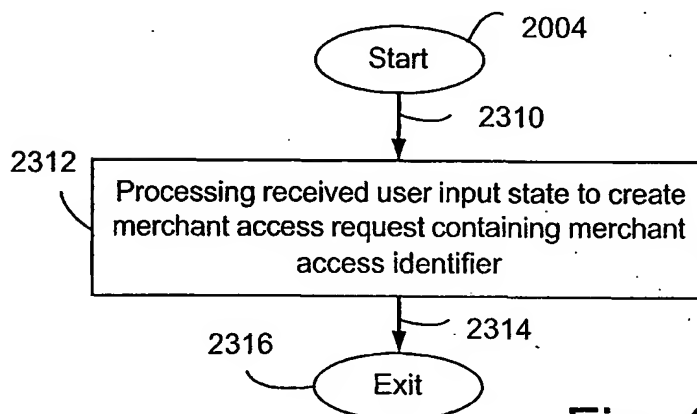 2004
Start
2310
2312
Processing received user input state to create
merchant access request containing merchant
access identifier
2314
2316
Exit